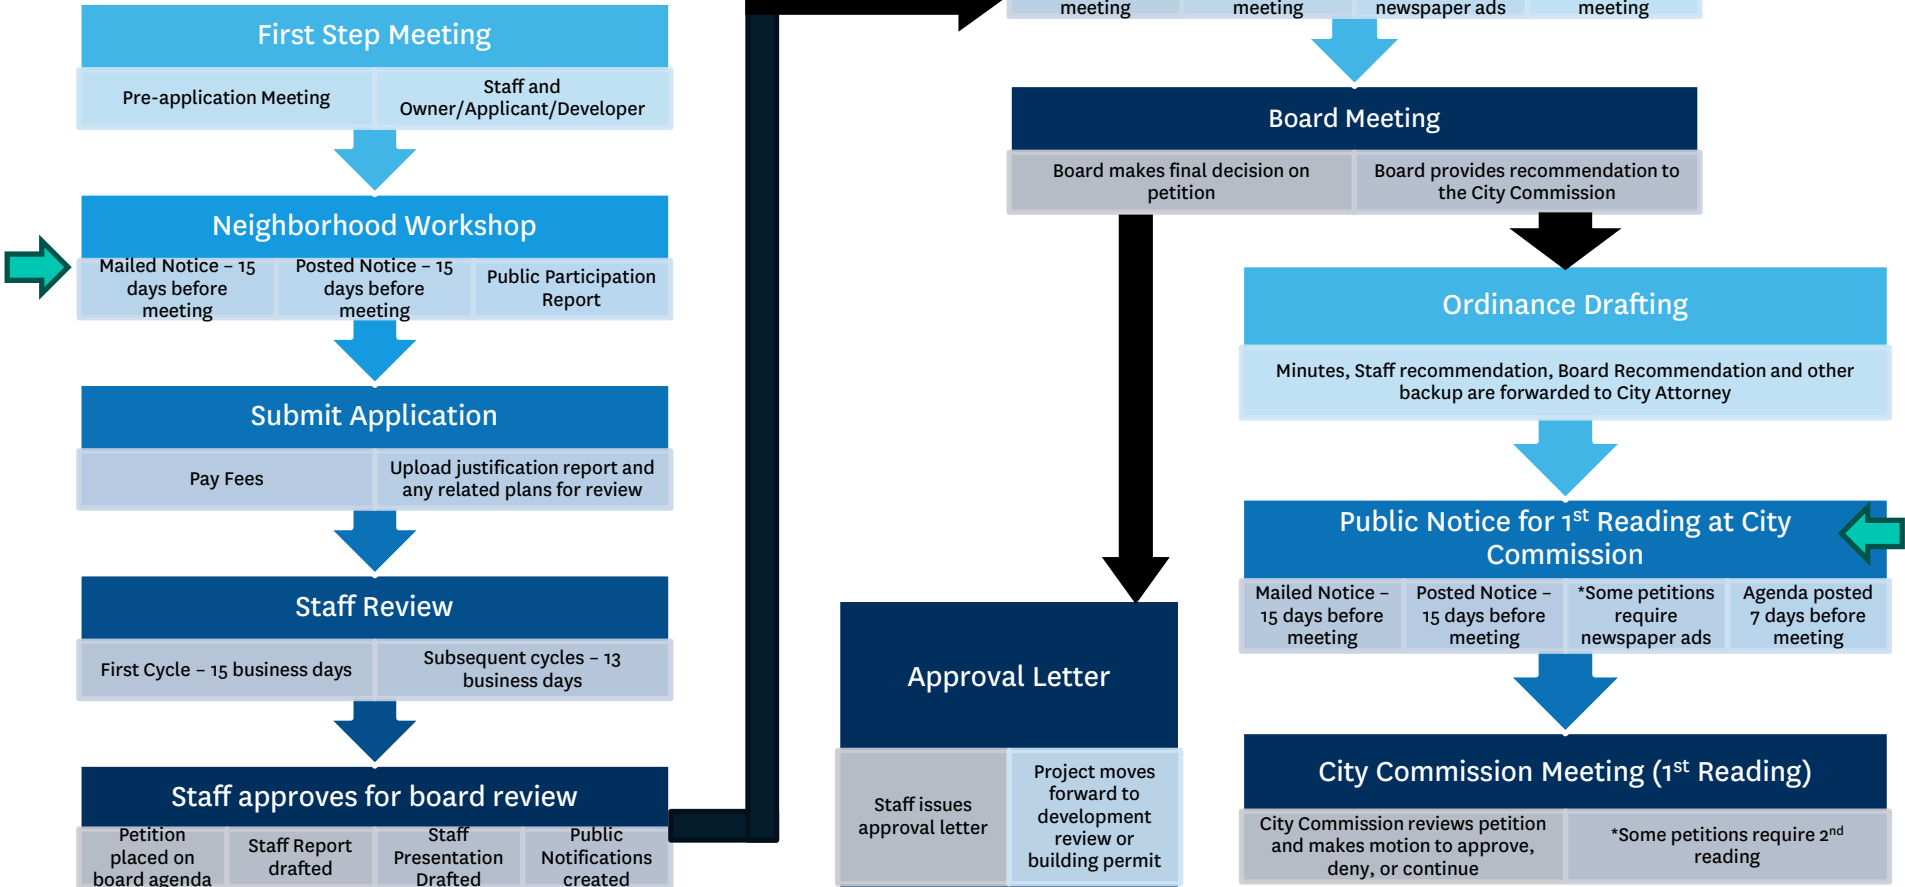 First Step Meeting
Pre-application Meeting
Staff and
Owner/Applicant/Developer
Neighborhood Workshop
Mailed Notice – 15
days before
meeting
Posted Notice – 15
days before
meeting
Public Participation
Report
Submit Application
Pay Fees
Upload justification report and
any related plans for review
Staff Review
First Cycle – 15 business days
Subsequent cycles – 13
business days
Staff approves for board review
Petition
placed on
board agenda
Staff Report
drafted
Staff
Presentation
Drafted
Public
Notifications
created
meeting
meeting
newspaper ads
meeting
Board Meeting
Board makes final decision on
petition
Board provides recommendation to
the City Commission
Approval Letter
Staff issues
approval letter
Project moves
forward to
development
review or
building permit
Ordinance Drafting
Minutes, Staff recommendation, Board Recommendation and other
backup are forwarded to City Attorney
Public Notice for 1st Reading at City
Commission
Mailed Notice –
15 days before
meeting
Posted Notice –
15 days before
meeting
*Some petitions
require
newspaper ads
Agenda posted
7 days before
meeting
City Commission Meeting (1st Reading)
City Commission reviews petition
and makes motion to approve,
deny, or continue
*Some petitions require 2nd
reading